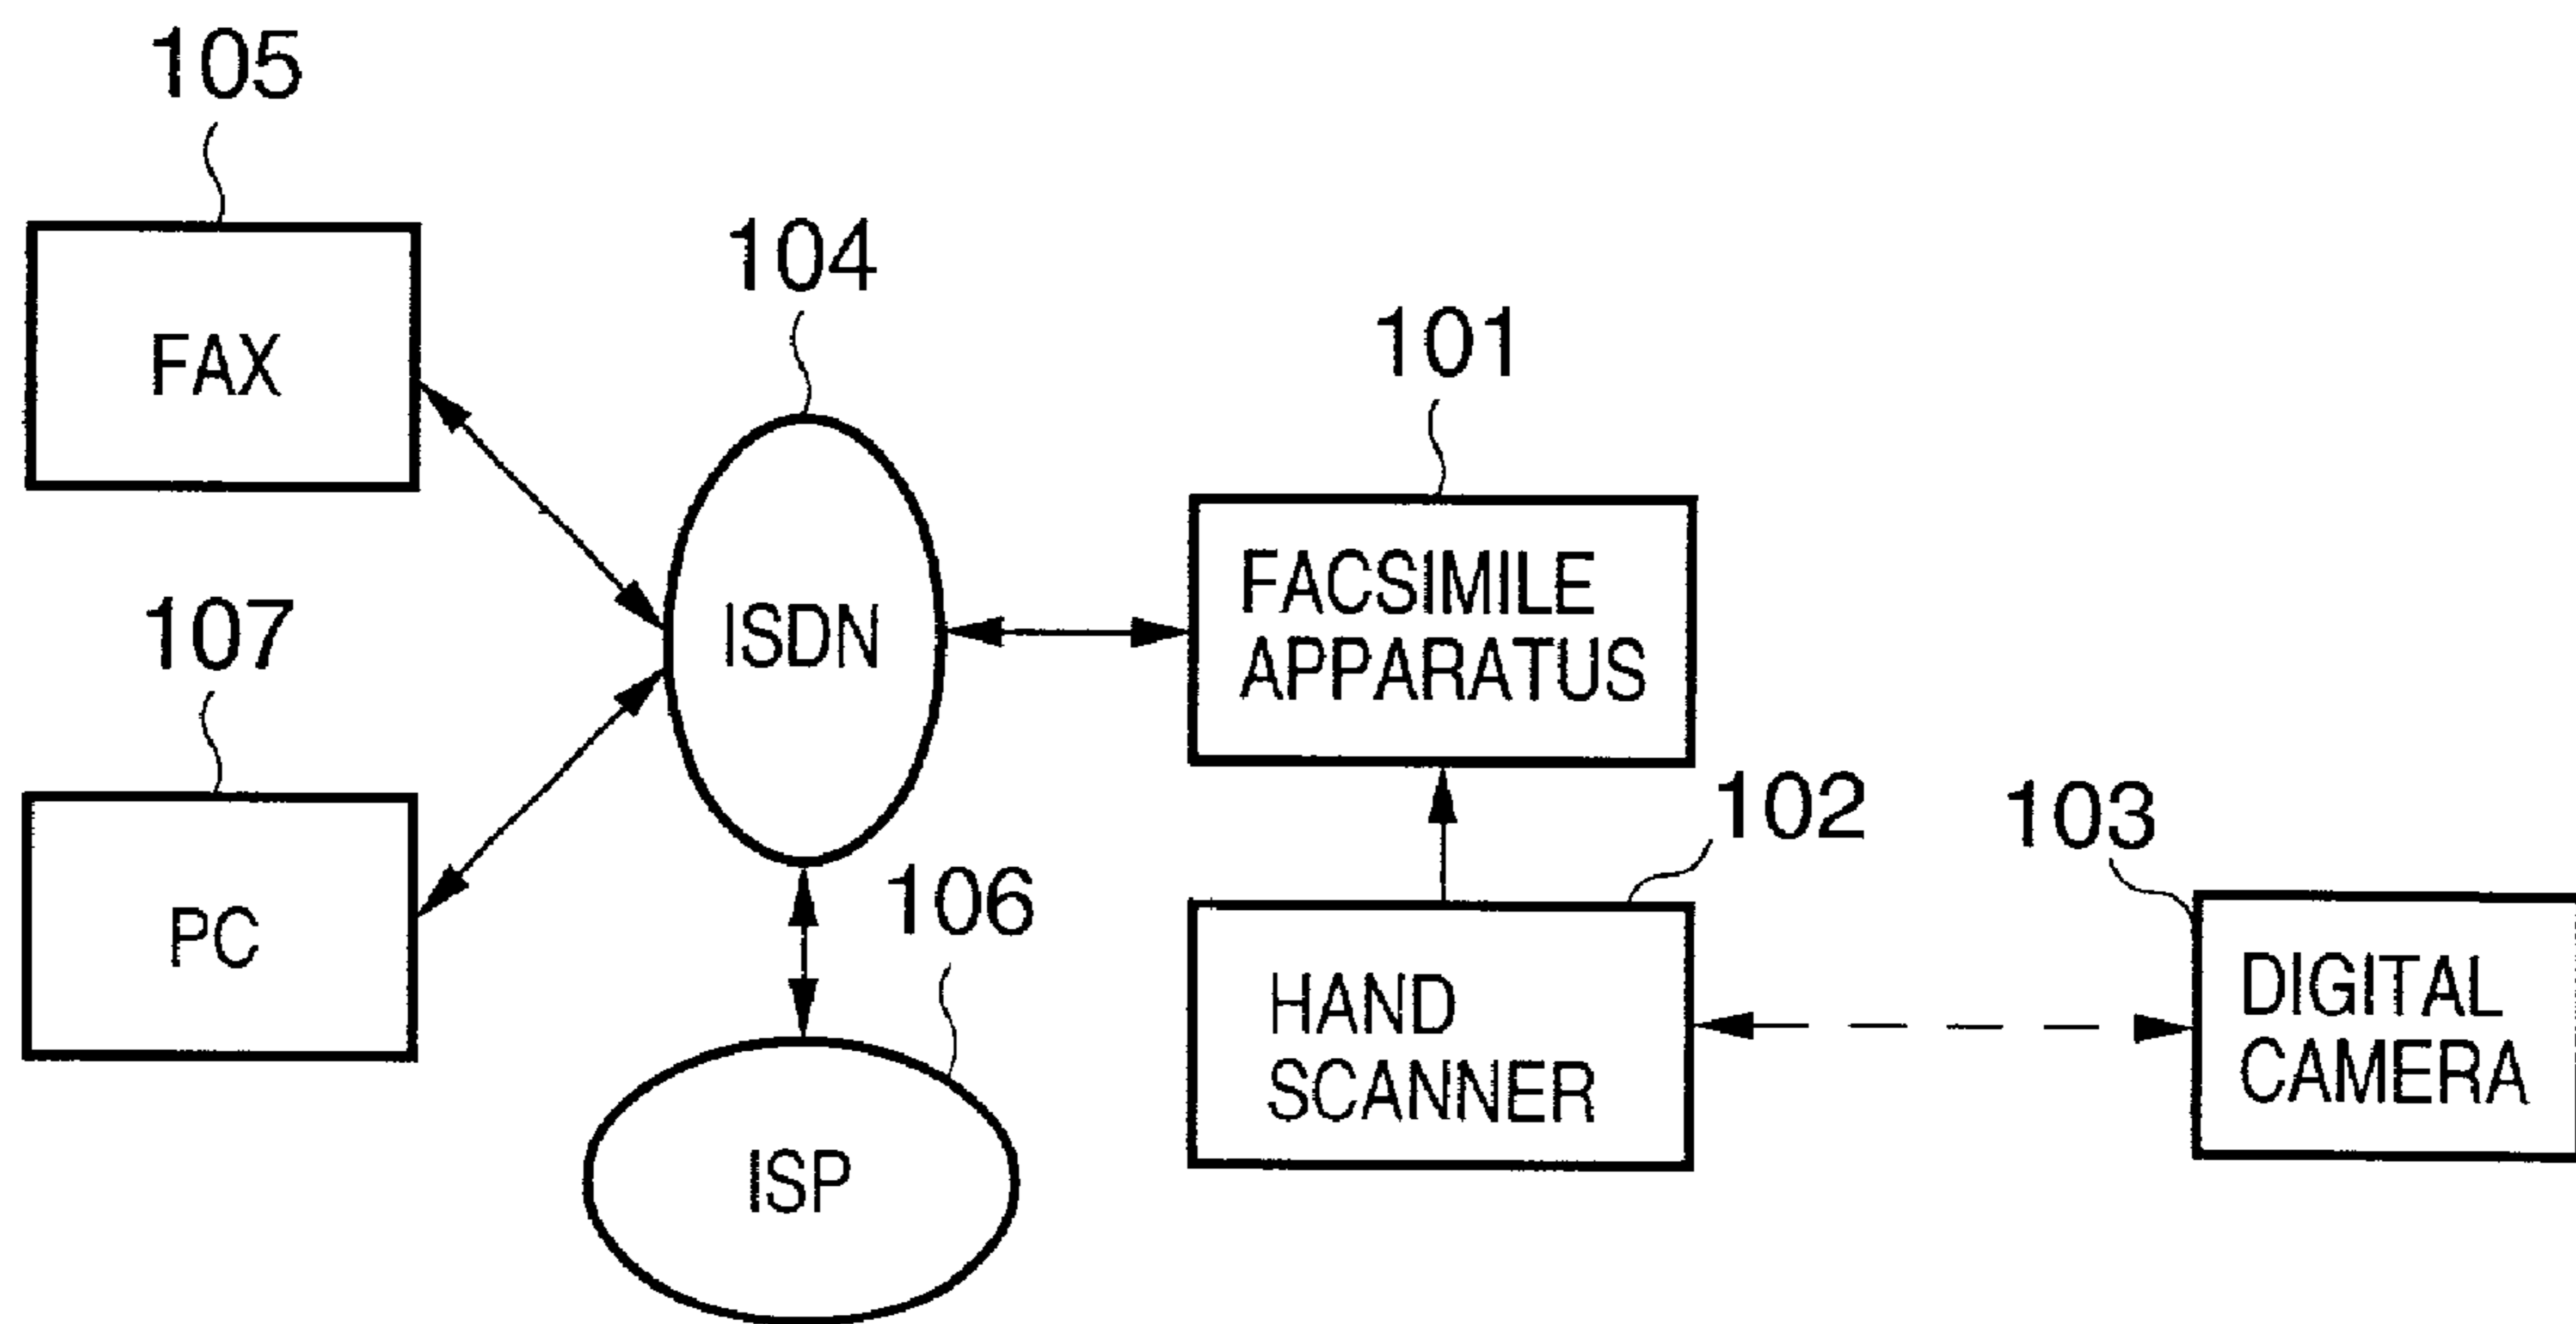 105
FAX
104
ISDN
101
FACSIMILE
APPARATUS
107
PC
106
ISP
102
HAND
SCANNER
103
DIGITAL
CAMERA